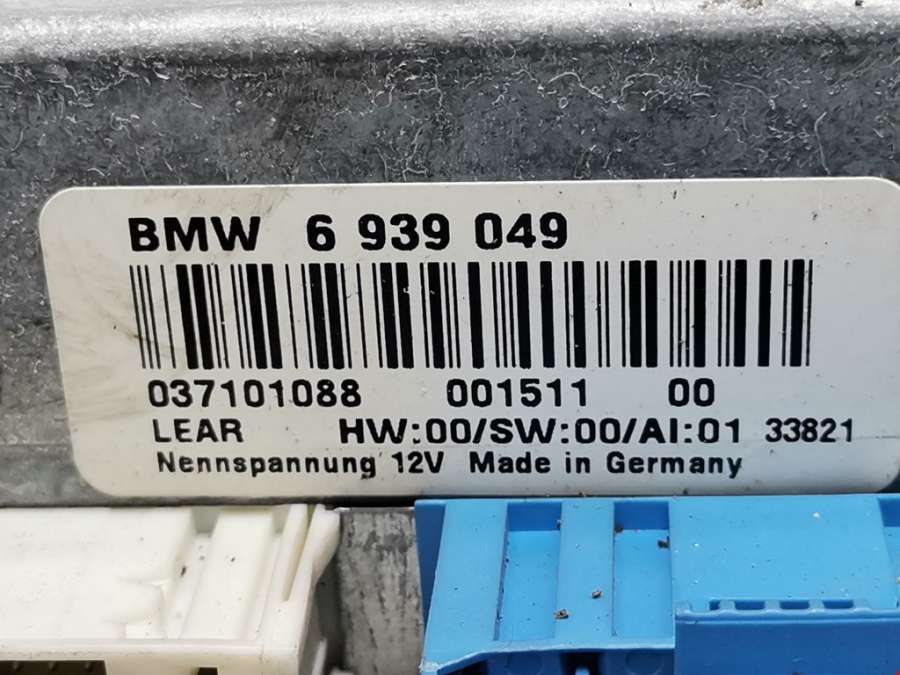 BMW 6 939 049
037101088 001511 00
LEAR HW:00/SW:00/AI:01 33821
Nennspannung 12V Made in Germany